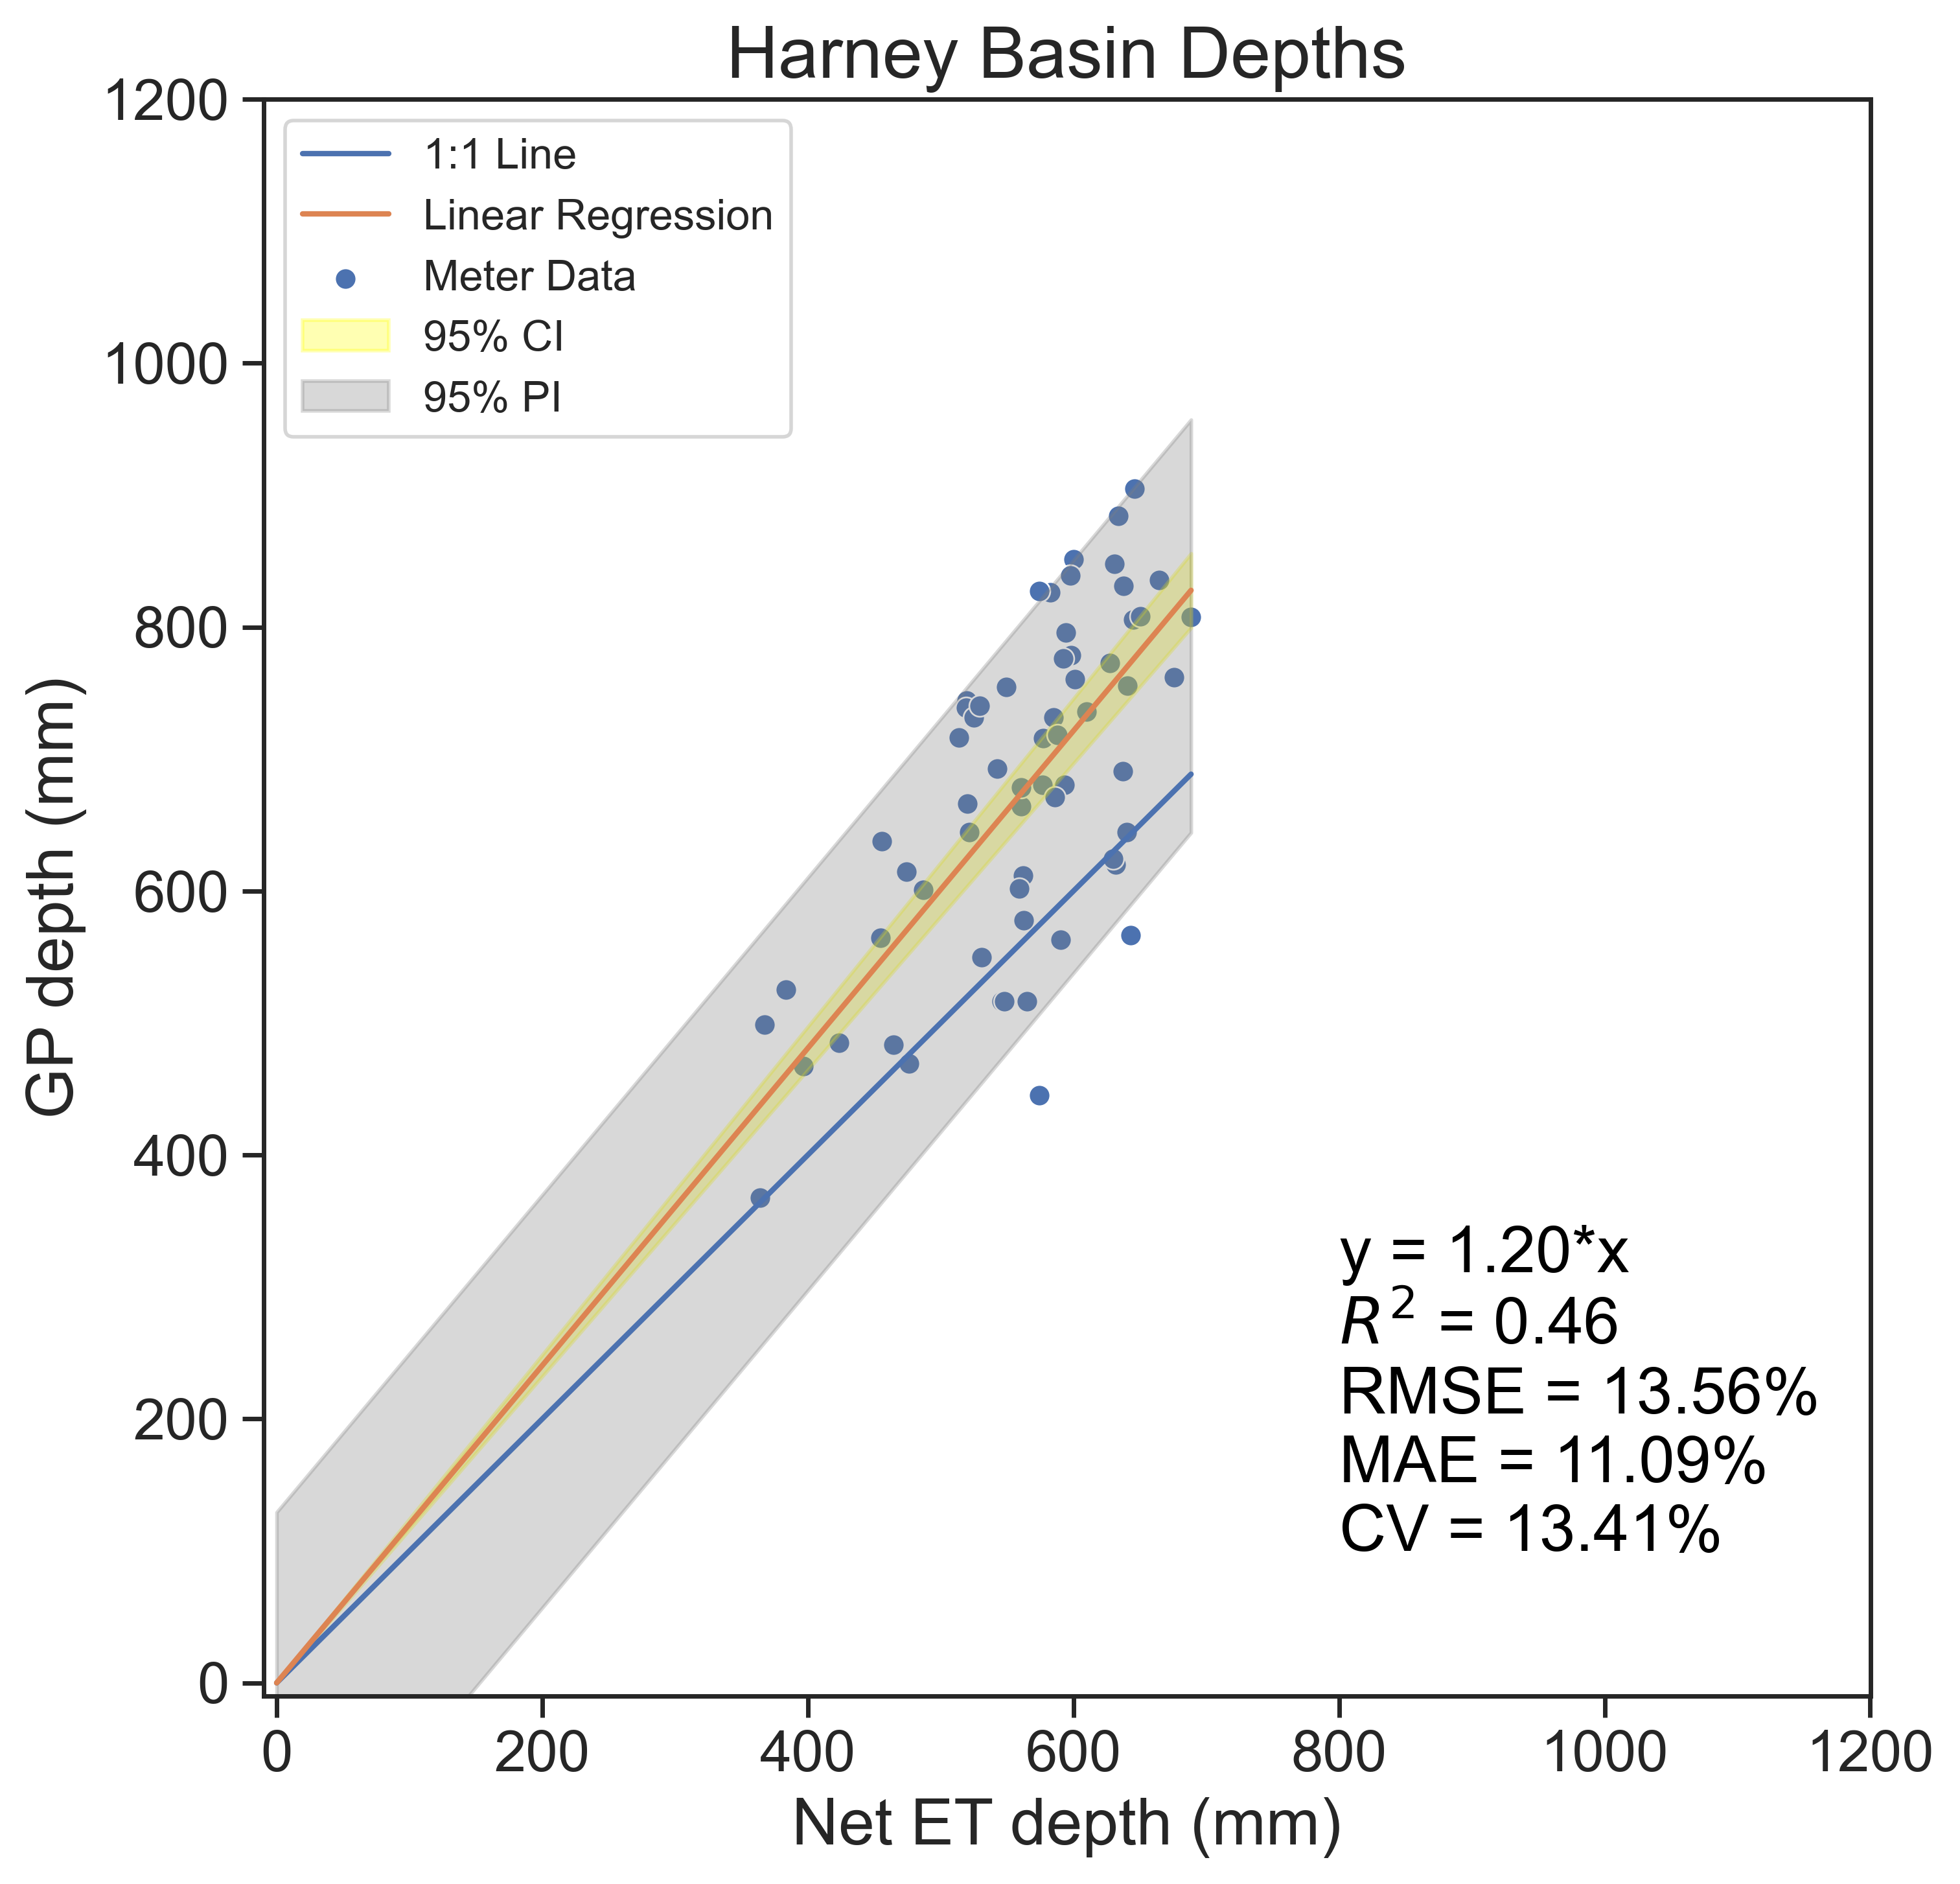 Harney Basin Depths
1200
1000
800
600
400
200
0
GP depth (mm)
1:1 Line
Linear Regression
Meter Data
95% CI
95% PI
y = 1.20*x
R² = 0.46
RMSE = 13.56%
MAE = 11.09%
CV = 13.41%
0 200 400 600 800 1000 1200
Net ET depth (mm)